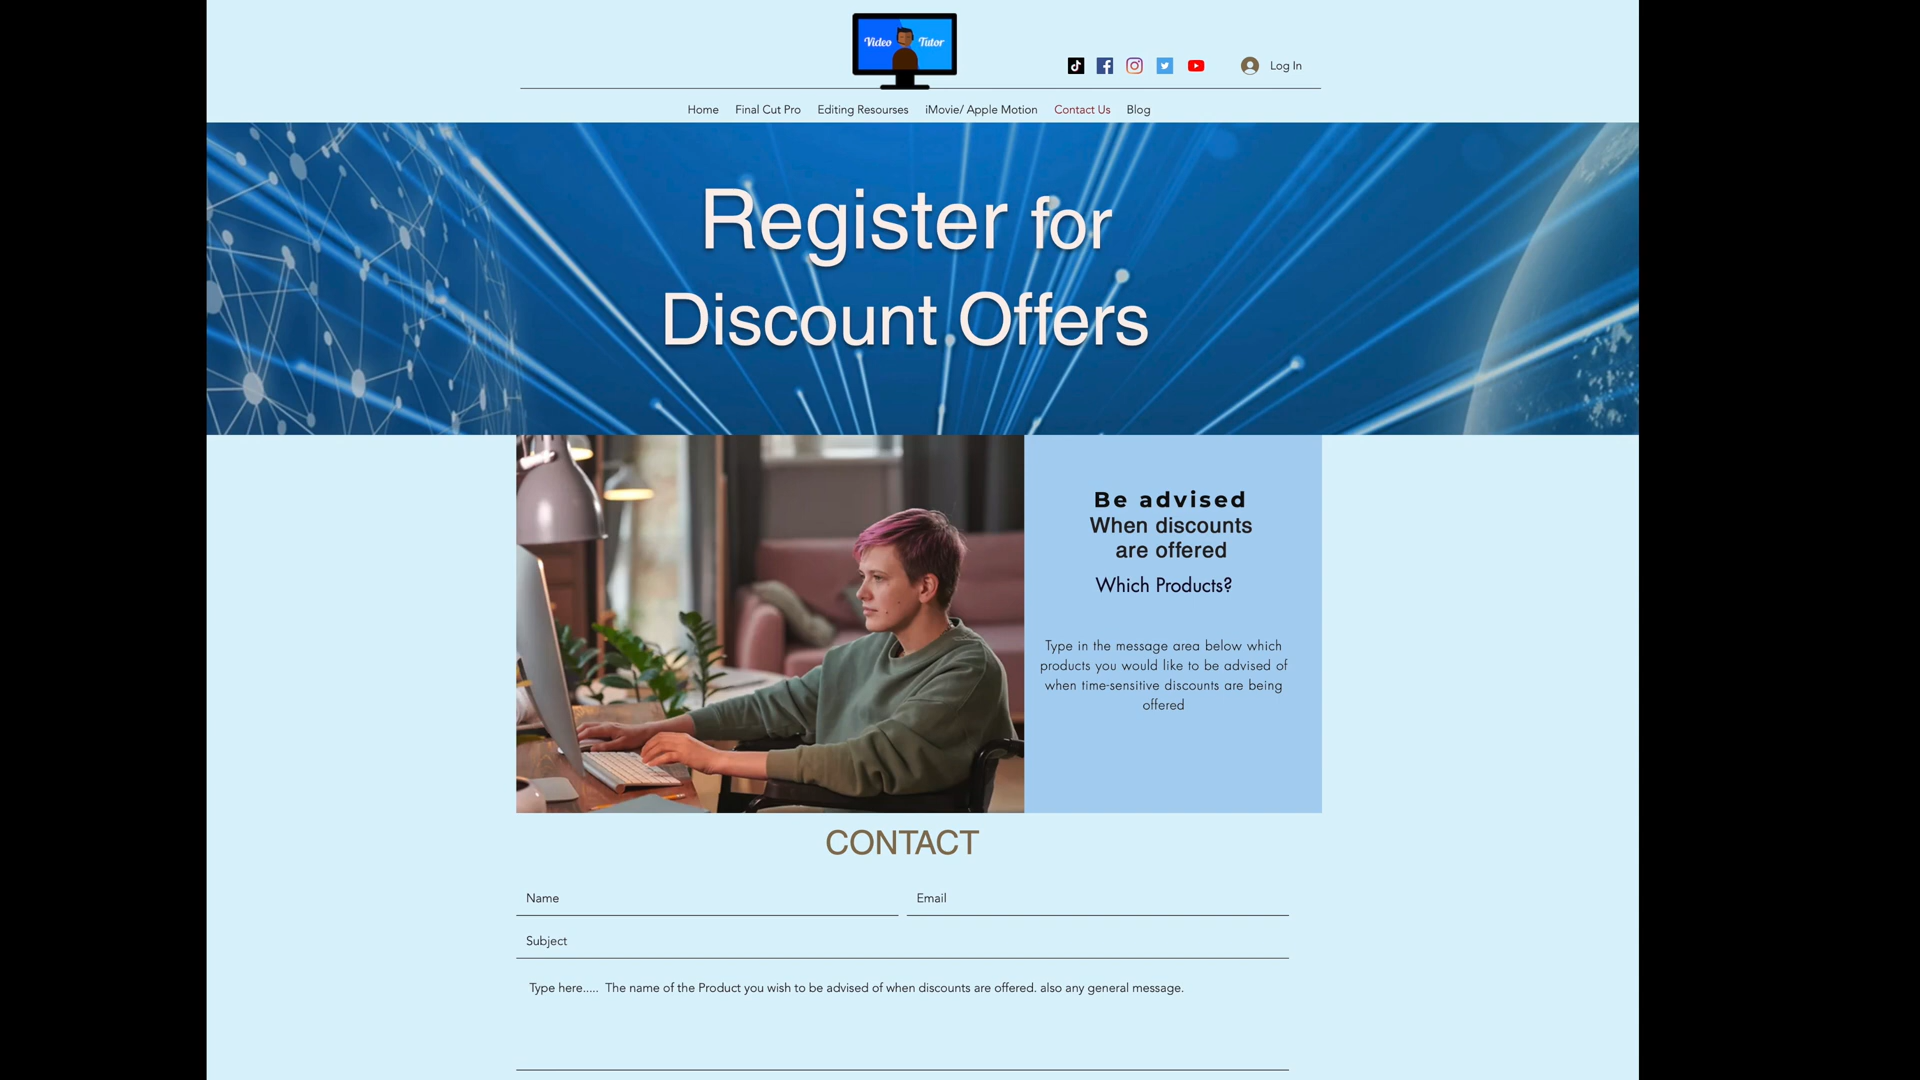 Video Tutor
Log In
Home Final Cut Pro Editing Resourses iMovie/ Apple Motion Contact Us Blog
Register for
Discount Offers
Be advised
When discounts
are offered
Which Products?
Type in the message area below which
products you would like to be advised of
when time-sensitive discounts are being
offered
CONTACT
Name Email
Subject
Type here..... The name of the Product you wish to be advised of when discounts are offered. also any general message.